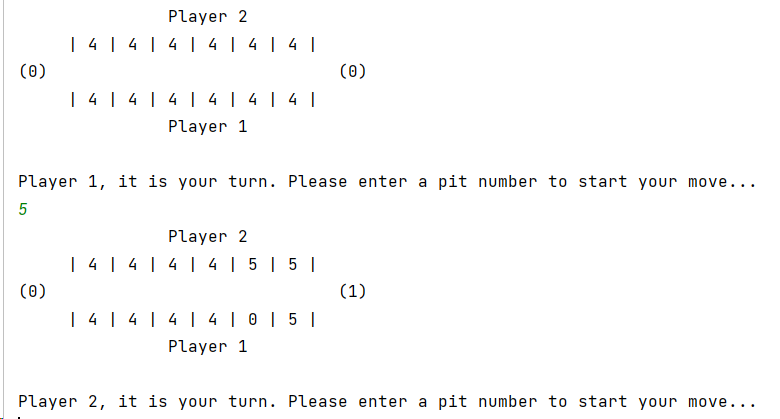 Player 2
| 4 | 4 | 4 | 4 | 4 | 4 |
(0) (0)
| 4 | 4 | 4 | 4 | 4 | 4 |
Player 1
Player 1, it is your turn. Please enter a pit number to start your move...
5
Player 2
| 4 | 4 | 4 | 4 | 5 | 5 |
(0) (1)
| 4 | 4 | 4 | 4 | 0 | 5 |
Player 1
Player 2, it is your turn. Please enter a pit number to start your move...